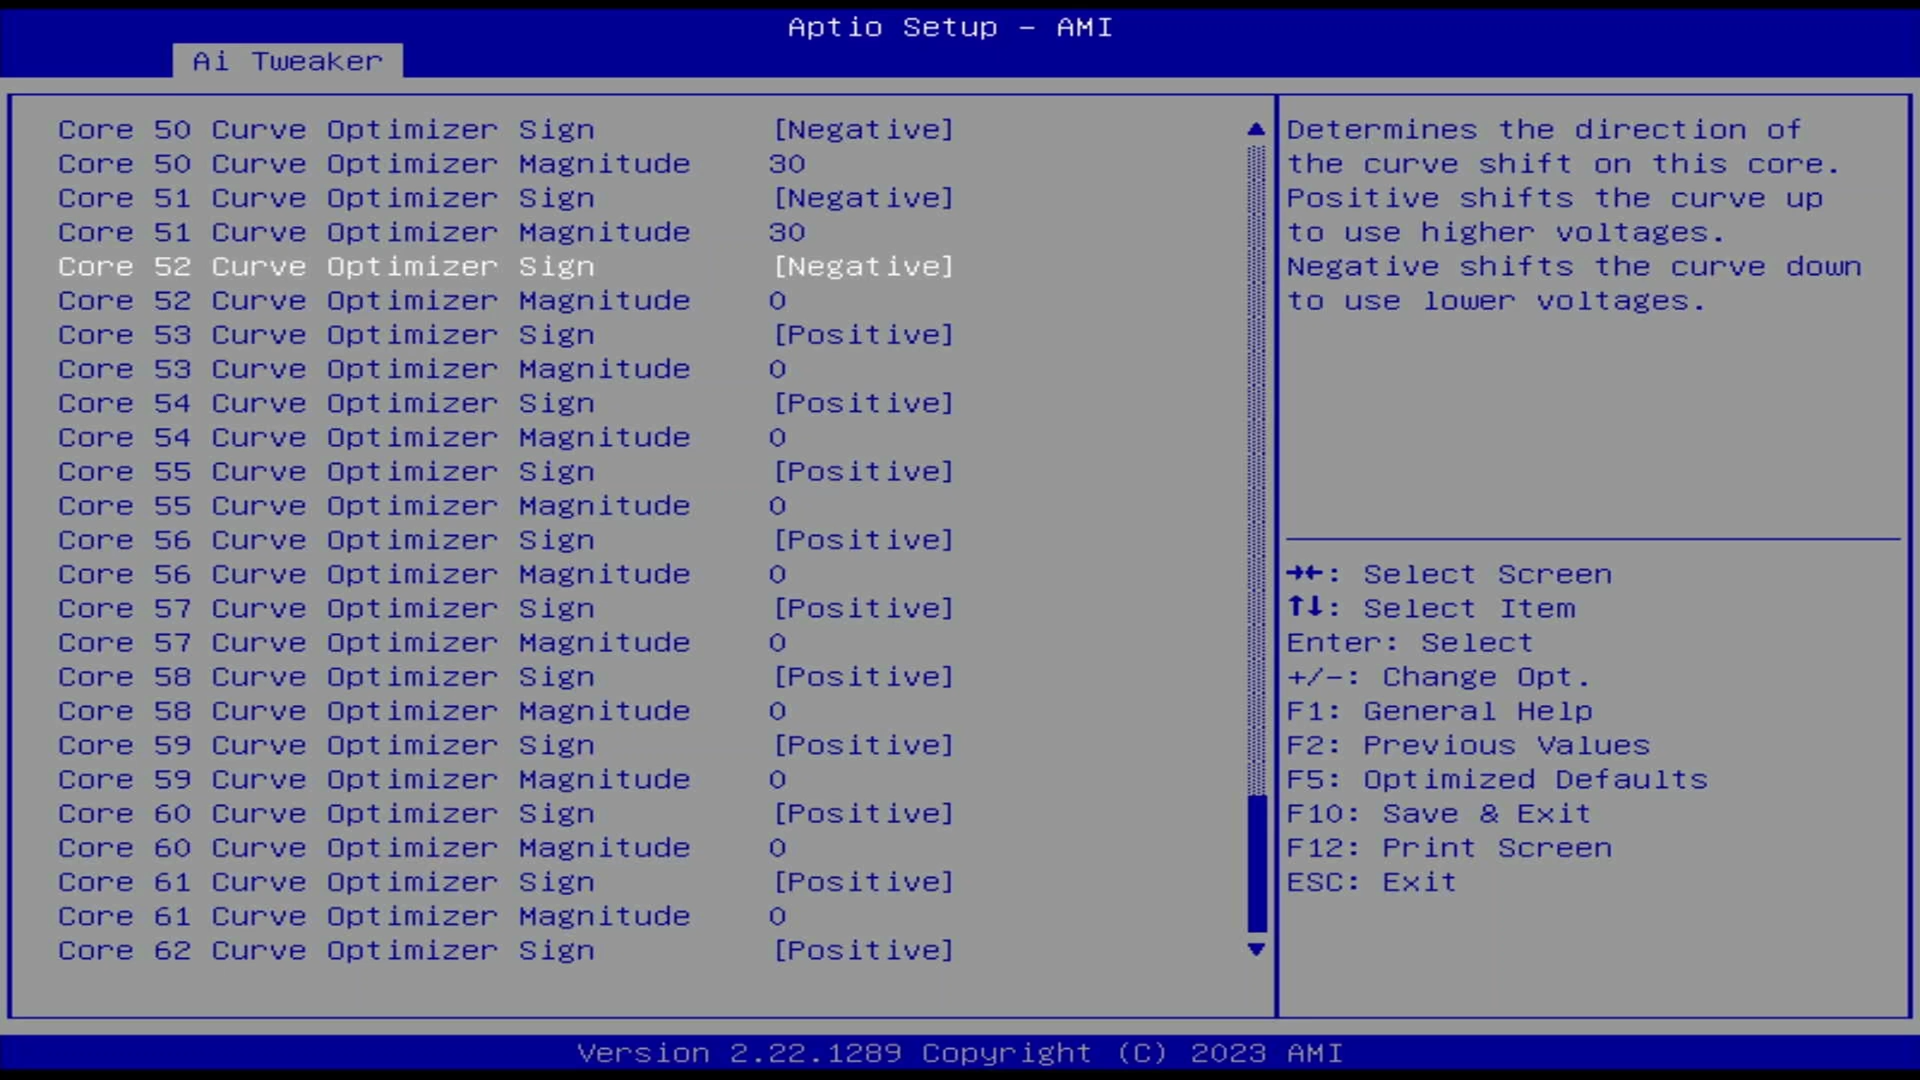 Aptio Setup - AMI
Ai Tweaker
Core 50 Curve Optimizer Sign [Negative]
Core 50 Curve Optimizer Magnitude 30
Core 51 Curve Optimizer Sign [Negative]
Core 51 Curve Optimizer Magnitude 30
Core 52 Curve Optimizer Sign [Negative]
Core 52 Curve Optimizer Magnitude 0
Core 53 Curve Optimizer Sign [Positive]
Core 53 Curve Optimizer Magnitude 0
Core 54 Curve Optimizer Sign [Positive]
Core 54 Curve Optimizer Magnitude 0
Core 55 Curve Optimizer Sign [Positive]
Core 55 Curve Optimizer Magnitude 0
Core 56 Curve Optimizer Sign [Positive]
Core 56 Curve Optimizer Magnitude 0
Core 57 Curve Optimizer Sign [Positive]
Core 57 Curve Optimizer Magnitude 0
Core 58 Curve Optimizer Sign [Positive]
Core 58 Curve Optimizer Magnitude 0
Core 59 Curve Optimizer Sign [Positive]
Core 59 Curve Optimizer Magnitude 0
Core 60 Curve Optimizer Sign [Positive]
Core 60 Curve Optimizer Magnitude 0
Core 61 Curve Optimizer Sign [Positive]
Core 61 Curve Optimizer Magnitude 0
Core 62 Curve Optimizer Sign [Positive]
Determines the direction of
the curve shift on this core.
Positive shifts the curve up
to use higher voltages.
Negative shifts the curve down
to use lower voltages.
→←: Select Screen
↑↓: Select Item
Enter: Select
+/-: Change Opt.
F1: General Help
F2: Previous Values
F5: Optimized Defaults
F10: Save & Exit
F12: Print Screen
ESC: Exit
Version 2.22.1289 Copyright (C) 2023 AMI